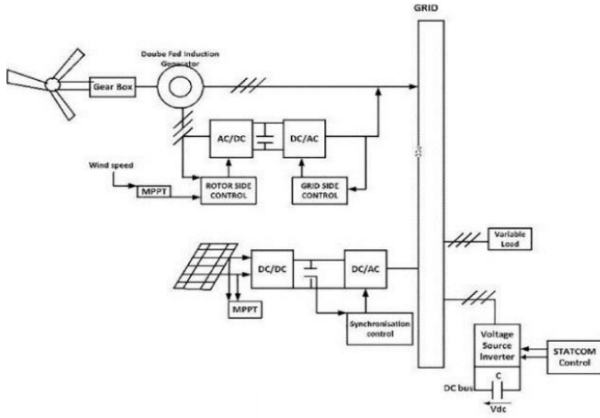 GRID
Doube Fed Induction
Generator
Gear Box
AC/DC
DC/AC
Wind speed
MPPT
ROTOR SIDE
CONTROL
GRID SIDE
CONTROL
Variable
Load
DC/DC
DC/AC
MPPT
Synchronisation
control
Voltage
Source
Inverter
STATCOM
Control
C
DC bus
Vdc